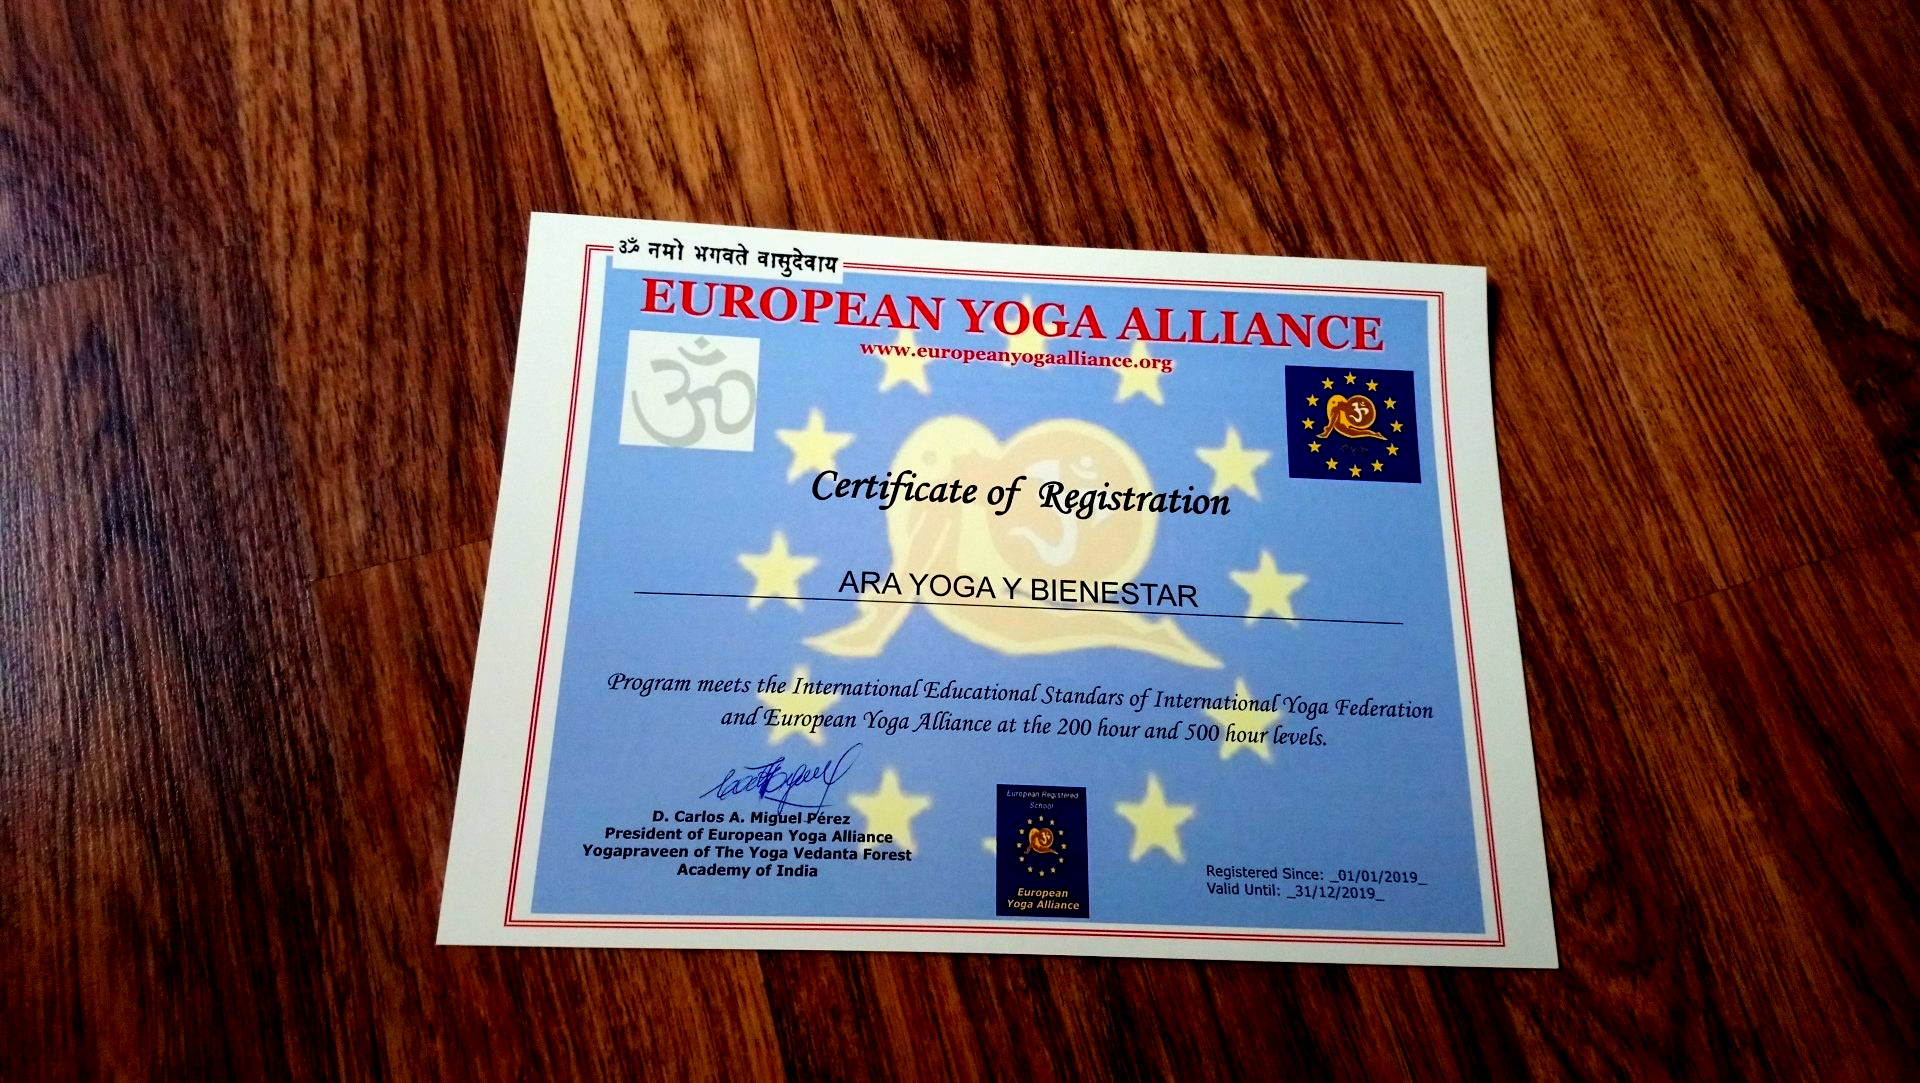 ॐ नमो भगवते वासुदेवाय
EUROPEAN YOGA ALLIANCE
www.europeanyogaalliance.org
Certificate of Registration
ARA YOGA Y BIENESTAR
Program meets the International Educational Standars of International Yoga Federation
and European Yoga Alliance at the 200 hour and 500 hour levels.
D. Carlos A. Miguel Pérez
President of European Yoga Alliance
Yogapraveen of The Yoga Vedanta Forest
Academy of India
European Registered
School
European
Yoga Alliance
Registered Since: _01/01/2019_
Valid Until: _31/12/2019_